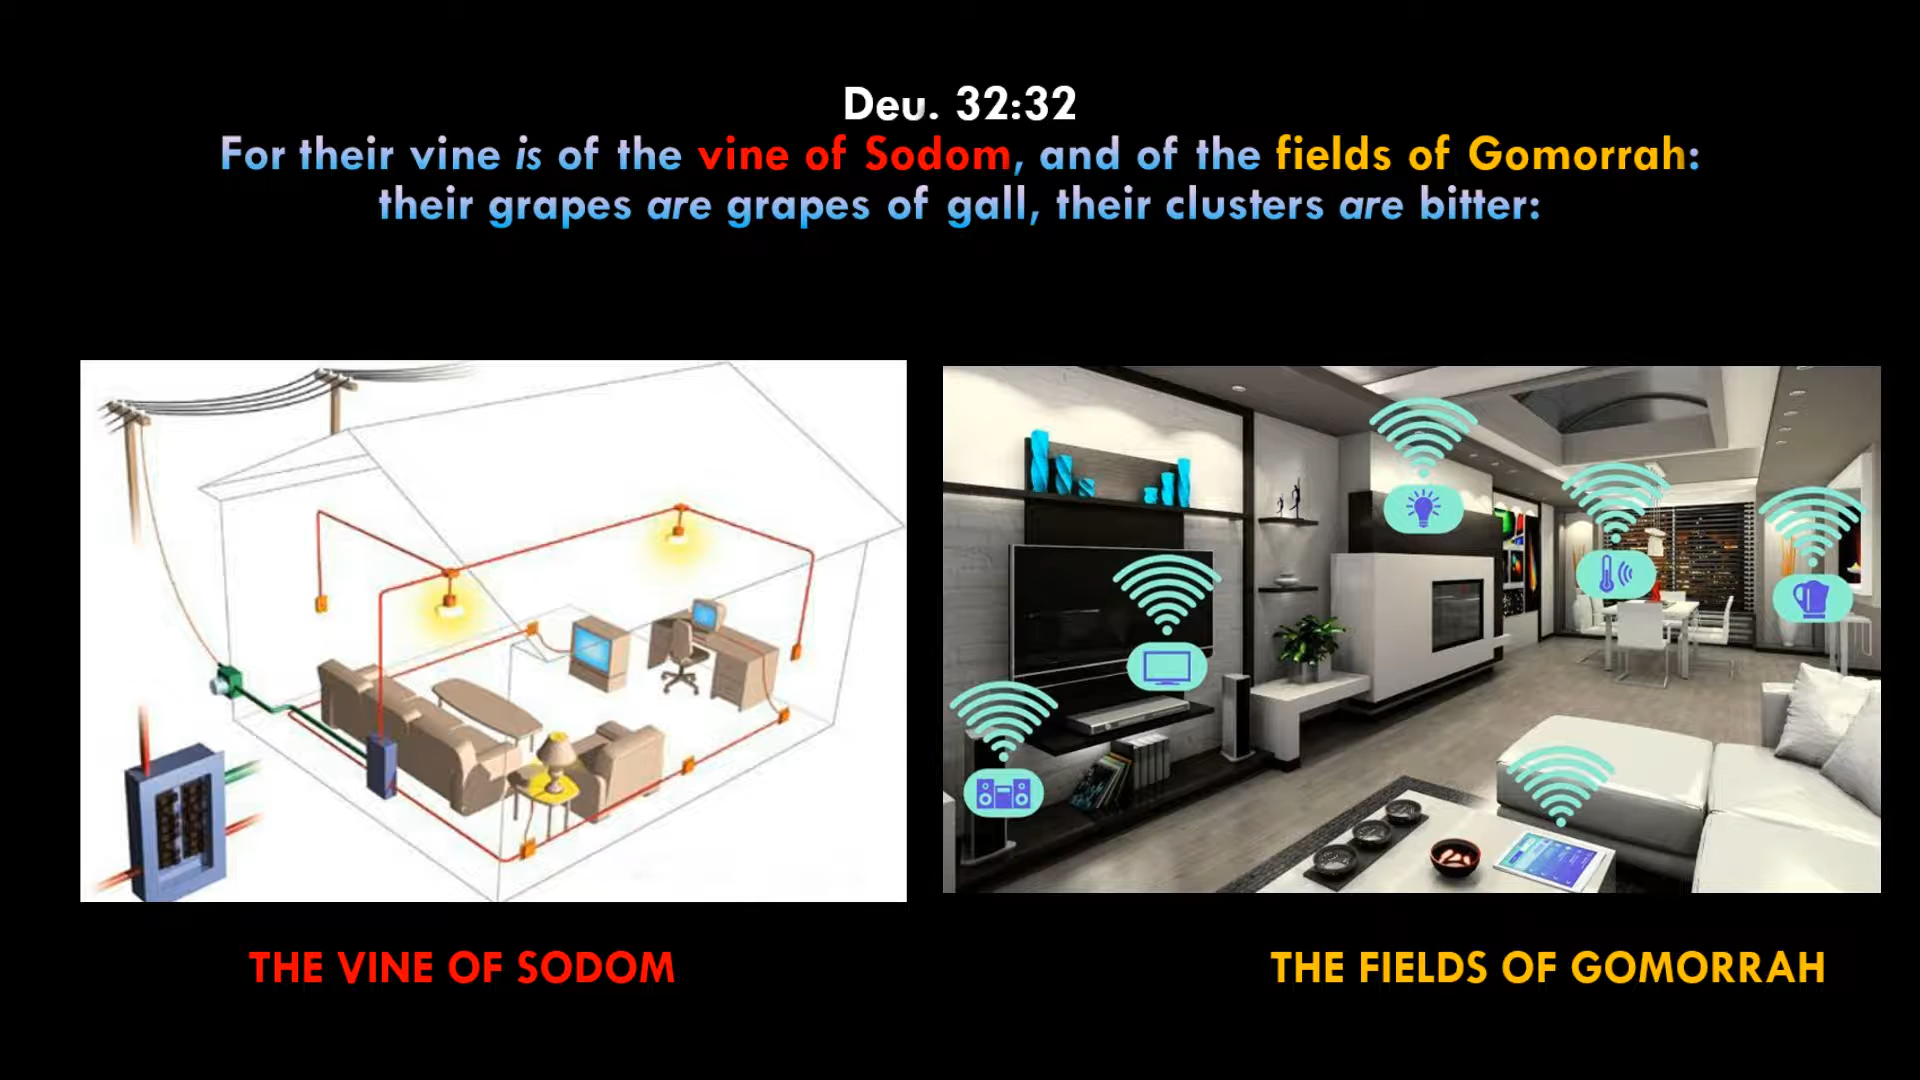 Deu. 32:32
For their vine is of the vine of Sodom, and of the fields of Gomorrah:
their grapes are grapes of gall, their clusters are bitter:
THE VINE OF SODOM
THE FIELDS OF GOMORRAH